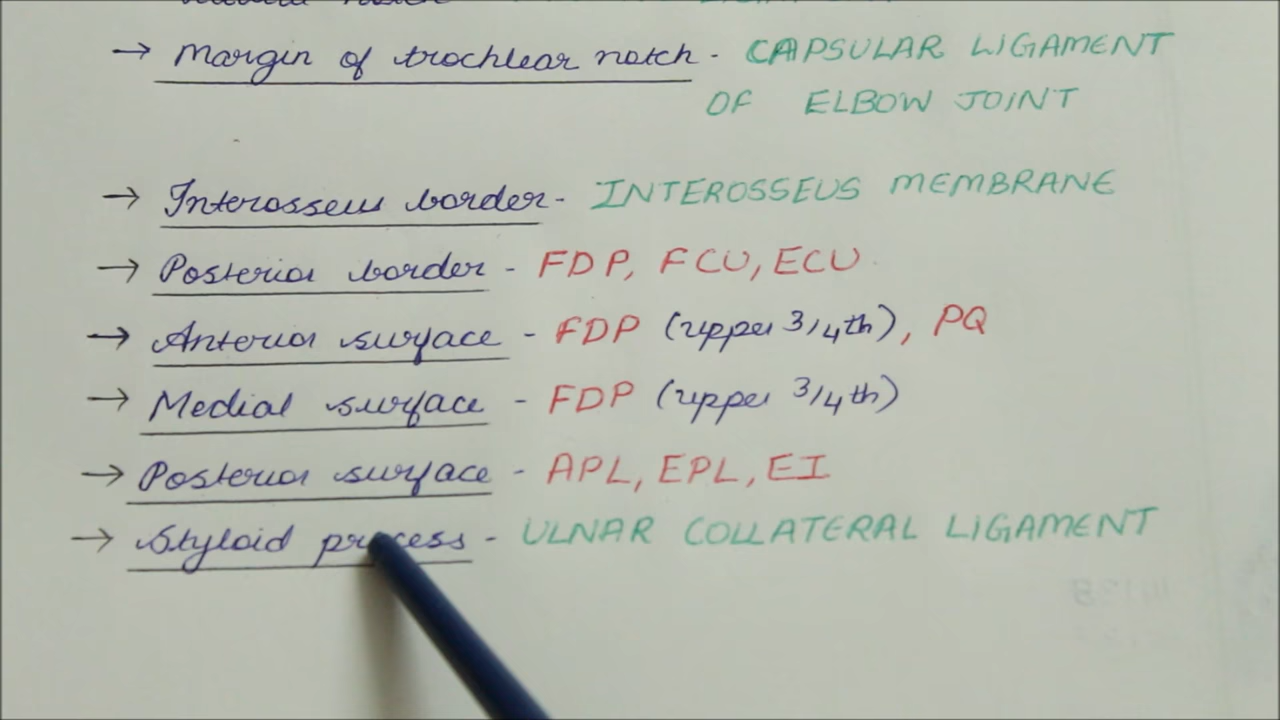 → Margin of trochlear notch - CAPSULAR LIGAMENT
OF ELBOW JOINT
→ Interosseus border - INTEROSSEUS MEMBRANE
→ Posterior border - FDP, FCU, ECU
→ Anterior surface - FDP (upper 3/4th), PQ
→ Medial surface - FDP (upper 3/4th)
→ Posterior surface - APL, EPL, EI
→ Styloid process - ULNAR COLLATERAL LIGAMENT